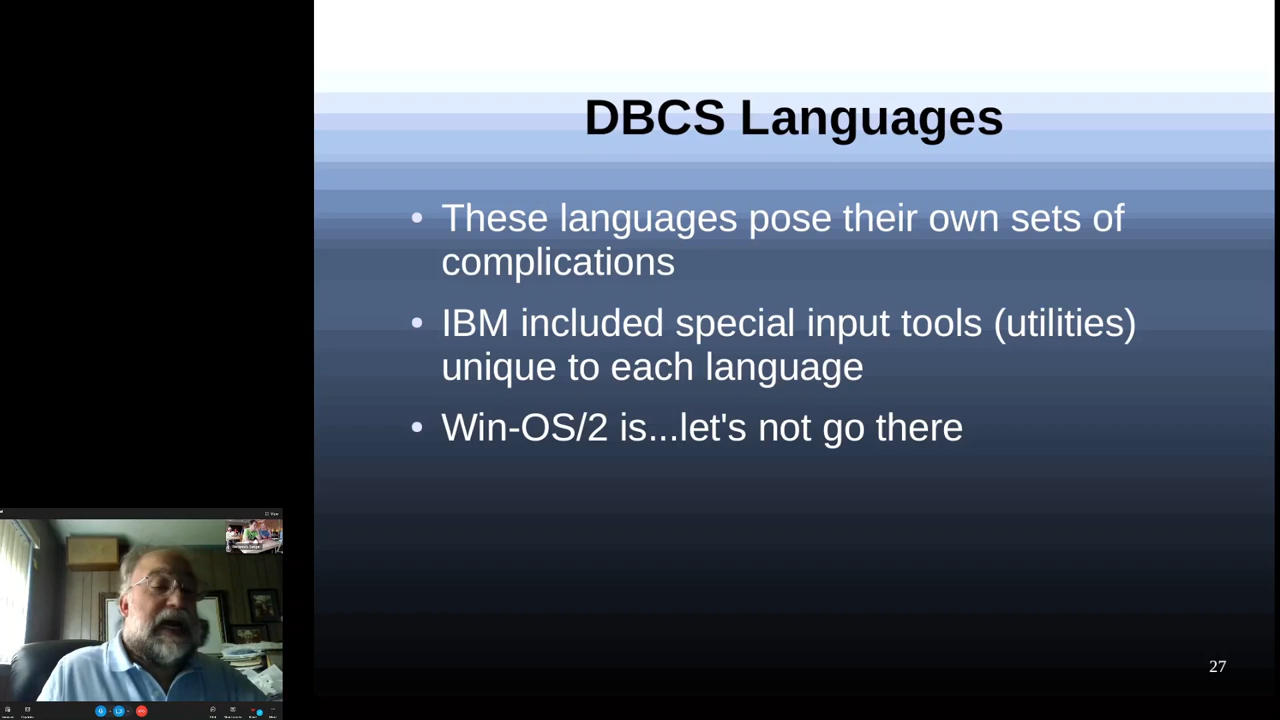 DBCS Languages
• These languages pose their own sets of
complications
• IBM included special input tools (utilities)
unique to each language
• Win-OS/2 is...let's not go there
27
View